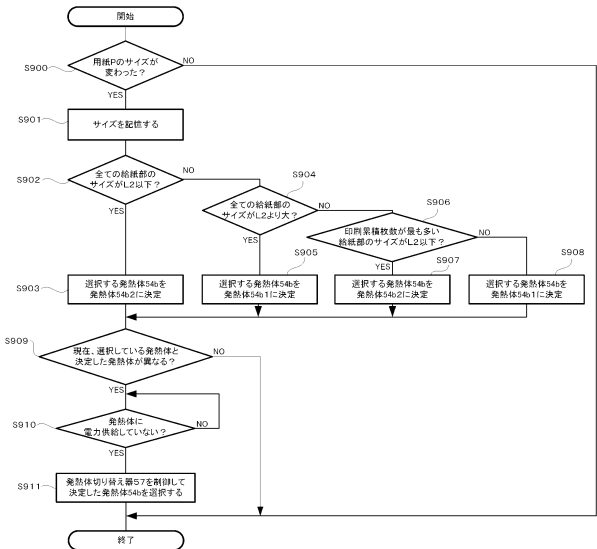 開始
S900
用紙Pのサイズが
変わった？
NO
YES
S901
サイズを記憶する
S902
全ての給紙部の
サイズがL2以下？
NO
YES
S904
全ての給紙部の
サイズがL2より大？
NO
YES
S906
印刷累積枚数が最も多い
給紙部のサイズがL2以下？
NO
YES
S903
選択する発熱体54bを
発熱体54b2に決定
S905
選択する発熱体54bを
発熱体54b1に決定
S907
選択する発熱体54bを
発熱体54b2に決定
S908
選択する発熱体54bを
発熱体54b1に決定
S909
現在、選択している発熱体と
決定した発熱体が異なる？
NO
YES
S910
発熱体に
電力供給していない？
NO
YES
S911
発熱体切り替え器57を制御して
決定した発熱体54bを選択する
終了